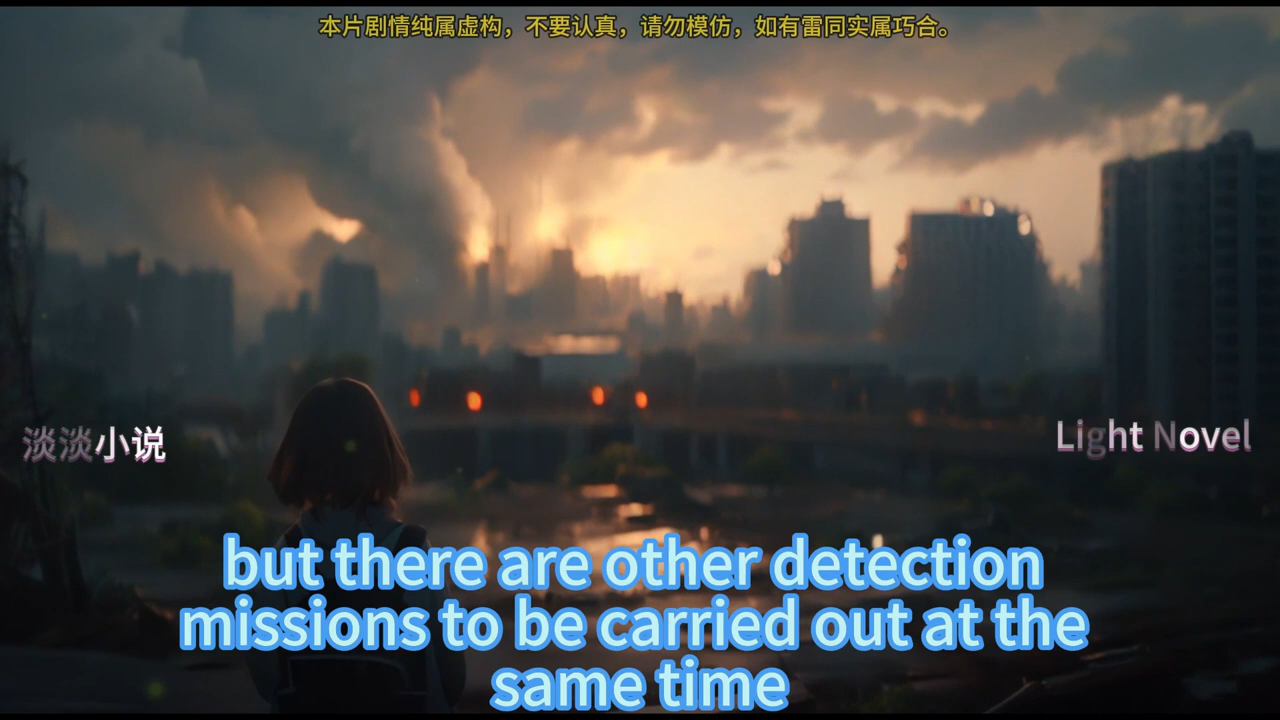 本片剧情纯属虚构，不要认真，请勿模仿，如有雷同实属巧合。
淡淡小说
Light Novel
but there are other detection
missions to be carried out at the
same time